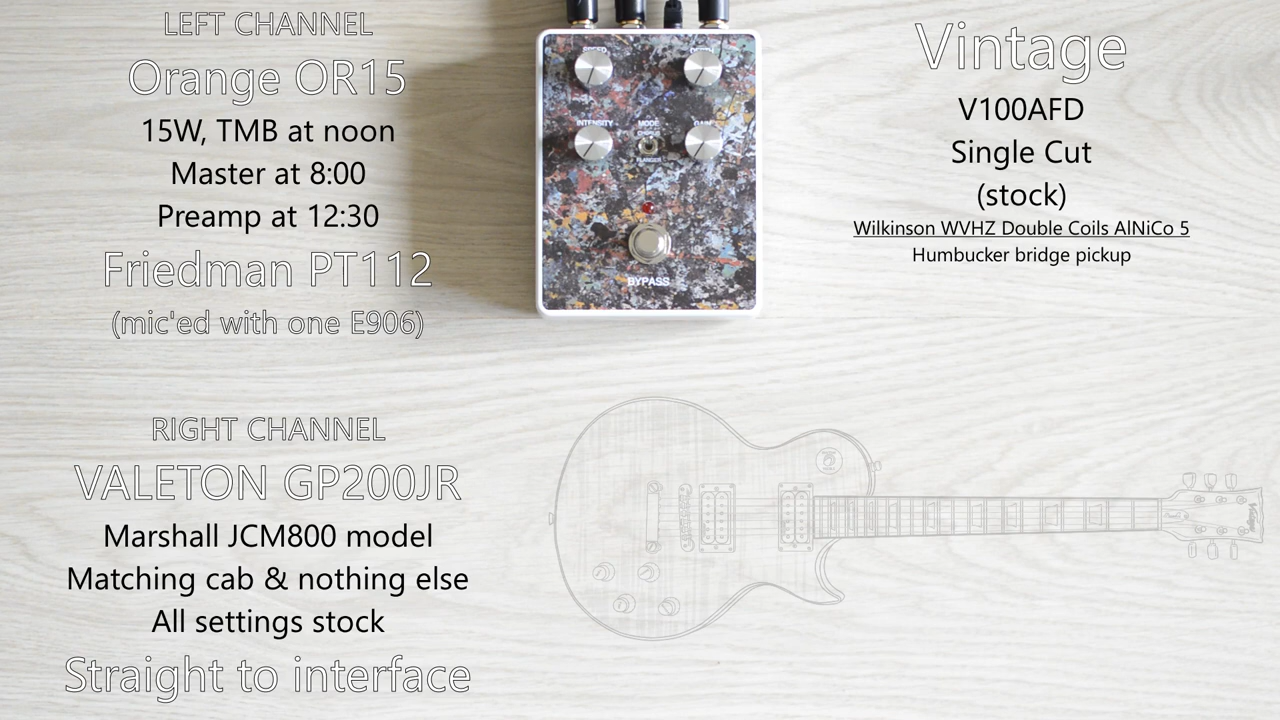 LEFT CHANNEL
Orange OR15
15W, TMB at noon
Master at 8:00
Preamp at 12:30
Friedman PT112
(mic'ed with one E906)
RIGHT CHANNEL
VALETON GP200JR
Marshall JCM800 model
Matching cab & nothing else
All settings stock
Straight to interface
SPEED
DEPTH
INTENSITY
MODE
GAIN
CHORUS
FLANGER
BYPASS
Vintage
V100AFD
Single Cut
(stock)
Wilkinson WVHZ Double Coils AlNiCo 5
Humbucker bridge pickup
Vintage